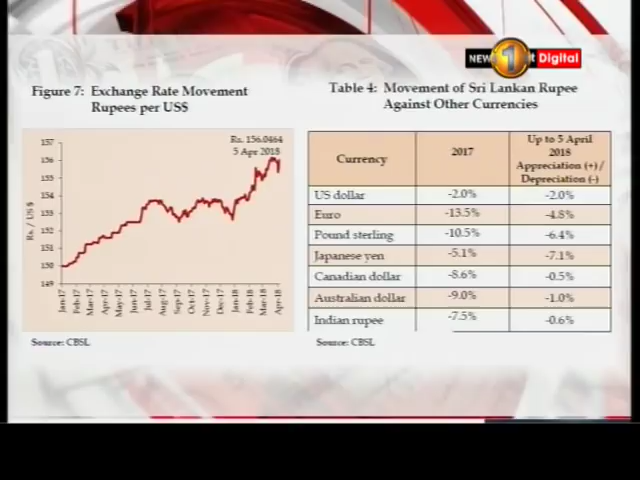 NEWS 1st Digital
Figure 7: Exchange Rate Movement
Rupees per US$
Rs. 156.0464
5 Apr 2018
157
156
155
154
153
152
151
150
149
Rs. / US $
Jan-17
Feb-17
Mar-17
Apr-17
May-17
Jun-17
Jul-17
Aug-17
Sep-17
Oct-17
Nov-17
Dec-17
Jan-18
Feb-18
Mar-18
Apr-18
Source: CBSL
Table 4: Movement of Sri Lankan Rupee
Against Other Currencies
Currency
2017
Up to 5 April
2018
Appreciation (+)/
Depreciation (-)
US dollar -2.0% -2.0%
Euro -13.5% -4.8%
Pound sterling -10.5% -6.4%
Japanese yen -5.1% -7.1%
Canadian dollar -8.6% -0.5%
Australian dollar -9.0% -1.0%
Indian rupee -7.5% -0.6%
Source: CBSL